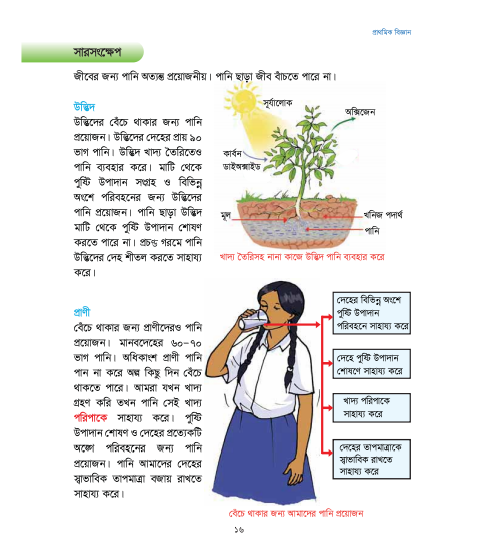 প্রাথমিক বিজ্ঞান
সারসংক্ষেপ
জীবের জন্য পানি অত্যন্ত প্রয়োজনীয়। পানি ছাড়া জীব বাঁচতে পারে না।
উদ্ভিদ
উদ্ভিদের বেঁচে থাকার জন্য পানি
প্রয়োজন। উদ্ভিদের দেহের প্রায় ৯০
ভাগ পানি। উদ্ভিদ খাদ্য তৈরিতেও
পানি ব্যবহার করে। মাটি থেকে
পুষ্টি উপাদান সংগ্রহ ও বিভিন্ন
অংশে পরিবহনের জন্য উদ্ভিদের
পানি প্রয়োজন। পানি ছাড়া উদ্ভিদ
মাটি থেকে পুষ্টি উপাদান শোষণ
করতে পারে না। প্রচণ্ড গরমে পানি
উদ্ভিদের দেহ শীতল করতে সাহায্য
করে।
সূর্যালোক
অক্সিজেন
কার্বন
ডাইঅক্সাইড
মূল
খনিজ পদার্থ
পানি
খাদ্য তৈরিসহ নানা কাজে উদ্ভিদ পানি ব্যবহার করে
প্রাণী
বেঁচে থাকার জন্য প্রাণীদেরও পানি
প্রয়োজন। মানবদেহের ৬০-৭০
ভাগ পানি। অধিকাংশ প্রাণী পানি
পান না করে অল্প কিছু দিন বেঁচে
থাকতে পারে। আমরা যখন খাদ্য
গ্রহণ করি তখন পানি সেই খাদ্য
পরিপাকে সাহায্য করে। পুষ্টি
উপাদান শোষণ ও দেহের প্রত্যেকটি
অঙ্গে পরিবহনের জন্য পানি
প্রয়োজন। পানি আমাদের দেহের
স্বাভাবিক তাপমাত্রা বজায় রাখতে
সাহায্য করে।
দেহের বিভিন্ন অংশে
পুষ্টি উপাদান
পরিবহনে সাহায্য করে
দেহে পুষ্টি উপাদান
শোষণে সাহায্য করে
খাদ্য পরিপাকে
সাহায্য করে
দেহের তাপমাত্রাকে
স্বাভাবিক রাখতে
সাহায্য করে
বেঁচে থাকার জন্য আমাদের পানি প্রয়োজন
১৬